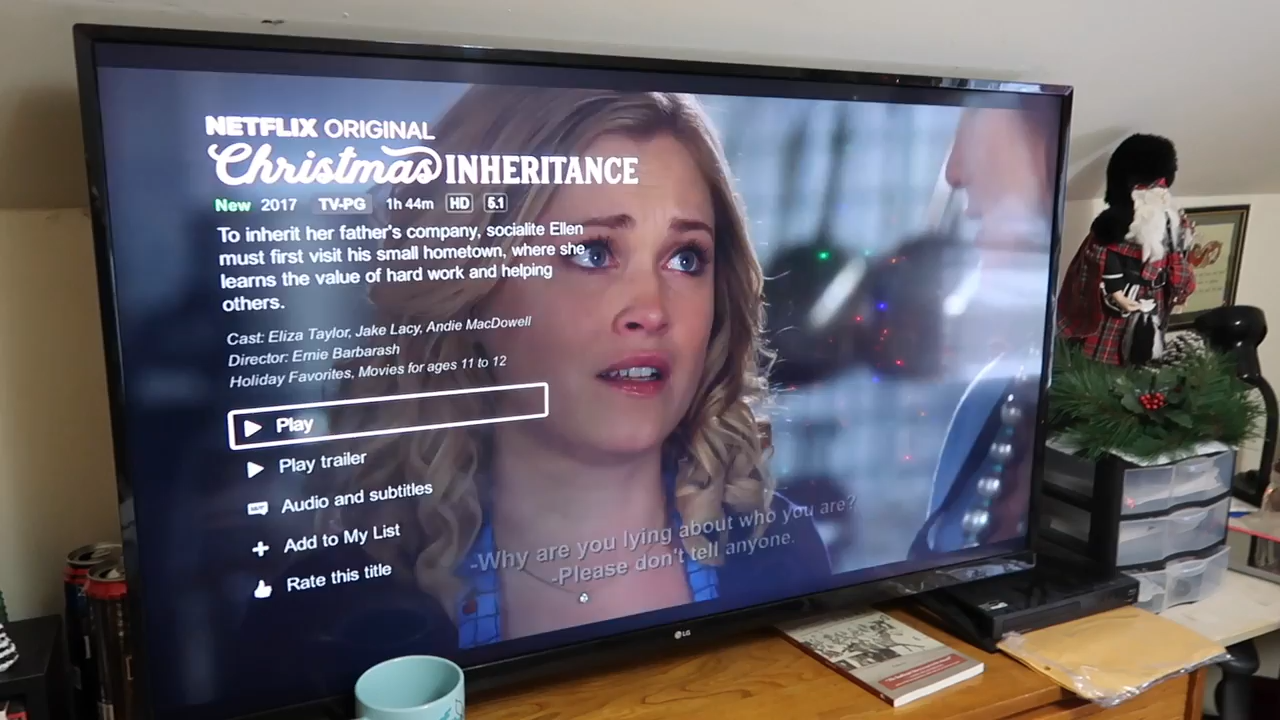 NETFLIX ORIGINAL
Christmas INHERITANCE
New 2017 TV-PG 1h 44m HD 5.1
To inherit her father's company, socialite Ellen
must first visit his small hometown, where she
learns the value of hard work and helping
others.
Cast: Eliza Taylor, Jake Lacy, Andie MacDowell
Director: Ernie Barbarash
Holiday Favorites, Movies for ages 11 to 12
Play
Play trailer
Audio and subtitles
Add to My List
Rate this title
-Why are you lying about who you are?
-Please don't tell anyone.
LG